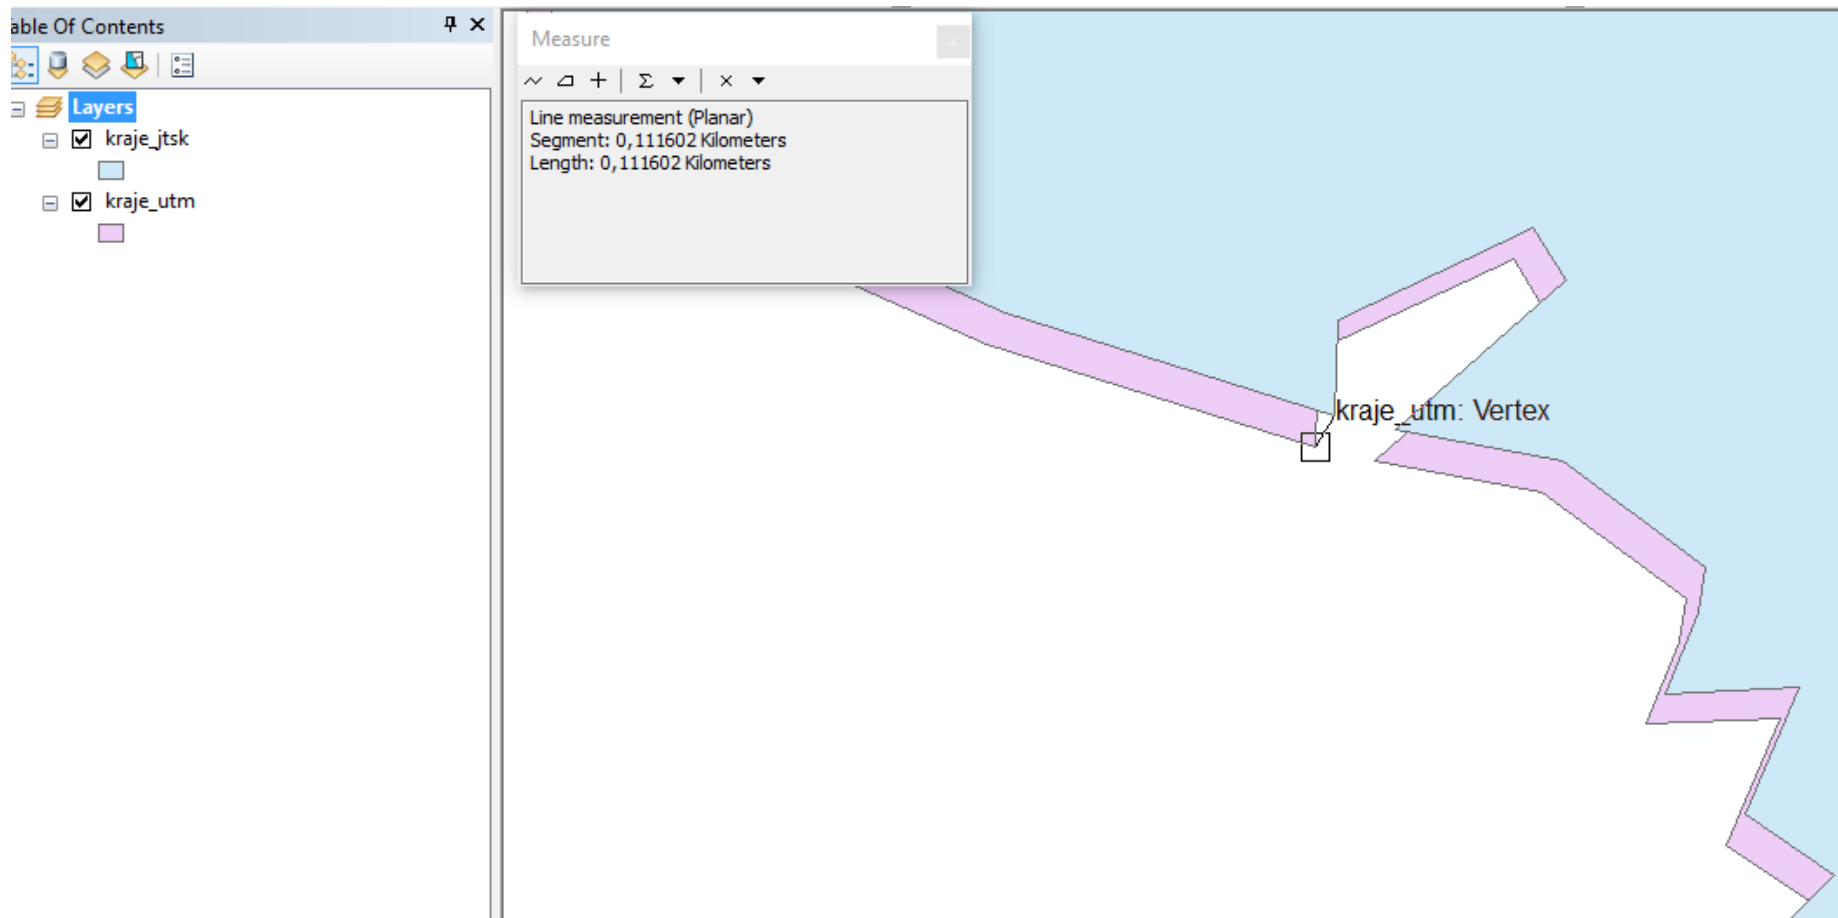 able Of Contents
Layers
kraje_jtsk
kraje_utm
Measure
Line measurement (Planar)
Segment: 0,111602 Kilometers
Length: 0,111602 Kilometers
kraje_utm: Vertex